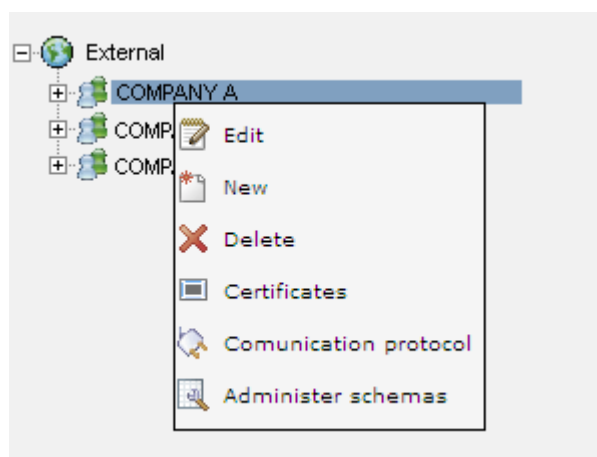 External
COMPANY A
COMP
Edit
COMP
New
Delete
Certificates
Comunication protocol
Administer schemas